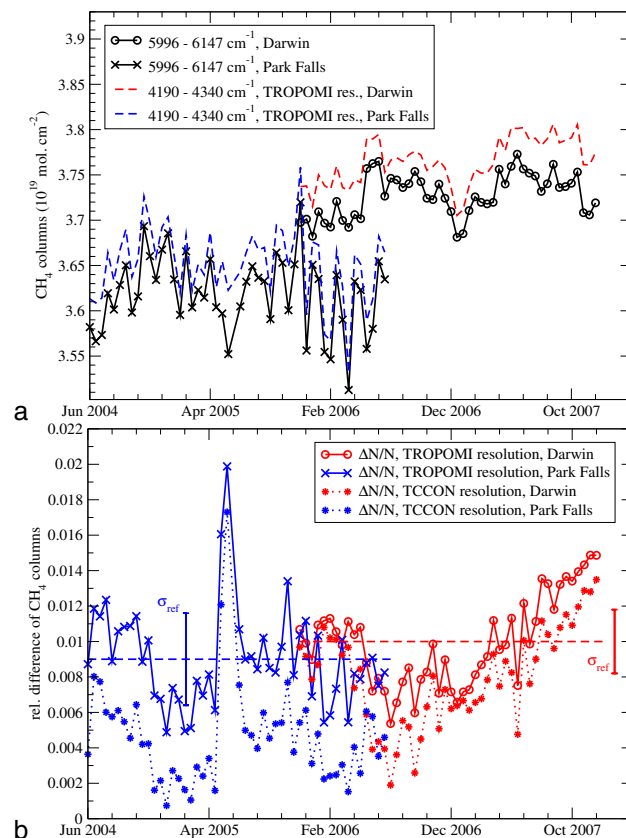 3.9
3.85
3.8
3.75
3.7
3.65
3.6
3.55
CH₄ columns (10¹⁹ mol. cm⁻²)
5996 - 6147 cm⁻¹, Darwin
5996 - 6147 cm⁻¹, Park Falls
4190 - 4340 cm⁻¹, TROPOMI res., Darwin
4190 - 4340 cm⁻¹, TROPOMI res., Park Falls
a
Jun 2004 Apr 2005 Feb 2006 Dec 2006 Oct 2007
0.022
0.02
0.018
0.016
0.014
0.012
0.01
0.008
0.006
0.004
0.002
0
rel. difference of CH₄ columns
ΔN/N, TROPOMI resolution, Darwin
ΔN/N, TROPOMI resolution, Park Falls
ΔN/N, TCCON resolution, Darwin
ΔN/N, TCCON resolution, Park Falls
σref
σref
b
Jun 2004 Apr 2005 Feb 2006 Dec 2006 Oct 2007